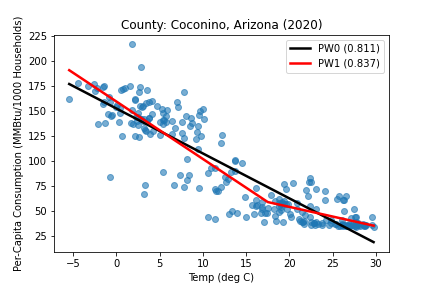 County: Coconino, Arizona (2020)
Per-Capita Consumption (MMBtu/1000 Households)
225
200
175
150
125
100
75
50
25
PW0 (0.811)
PW1 (0.837)
−5 0 5 10 15 20 25 30
Temp (deg C)